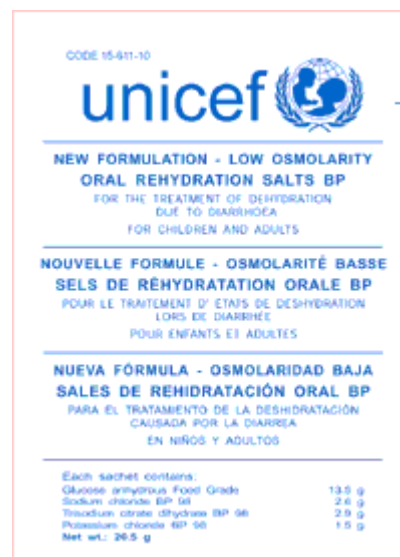 CODE 15-611-10
unicef
NEW FORMULATION - LOW OSMOLARITY
ORAL REHYDRATION SALTS BP
FOR THE TREATMENT OF DEHYDRATION
DUE TO DIARRHOEA
FOR CHILDREN AND ADULTS
NOUVELLE FORMULE - OSMOLARITÉ BASSE
SELS DE RÉHYDRATATION ORALE BP
POUR LE TRAITEMENT D' ETATS DE DESHYDRATION
LORS DE DIARRHÉE
POUR ENFANTS ET ADULTES
NUEVA FÓRMULA - OSMOLARIDAD BAJA
SALES DE REHIDRATACIÓN ORAL BP
PARA EL TRATAMIENTO DE LA DESHIDRATACIÓN
CAUSADA POR LA DIARREA
EN NIÑOS Y ADULTOS
Each sachet contains:
Glucose anhydrous Food Grade 13.5 g
Sodium chloride BP 98 2.6 g
Trisodium citrate dihydrate BP 98 2.9 g
Potassium chloride BP 98 1.5 g
Net wt.: 20.5 g